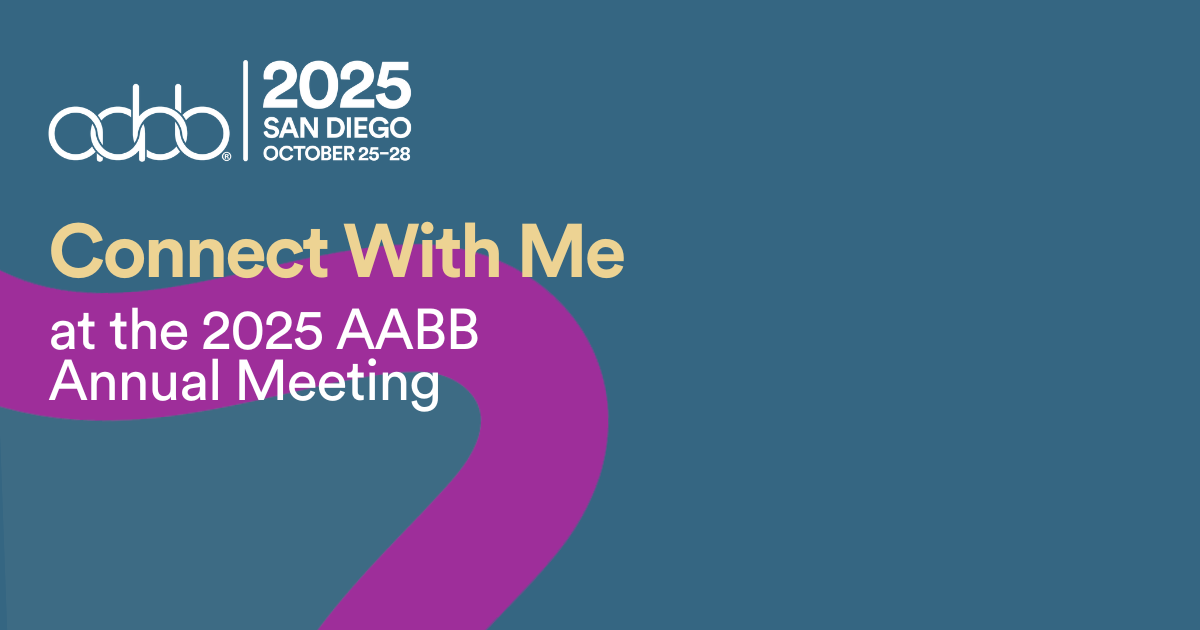 aabb®
2025
SAN DIEGO
OCTOBER 25–28
Connect With Me
at the 2025 AABB
Annual Meeting